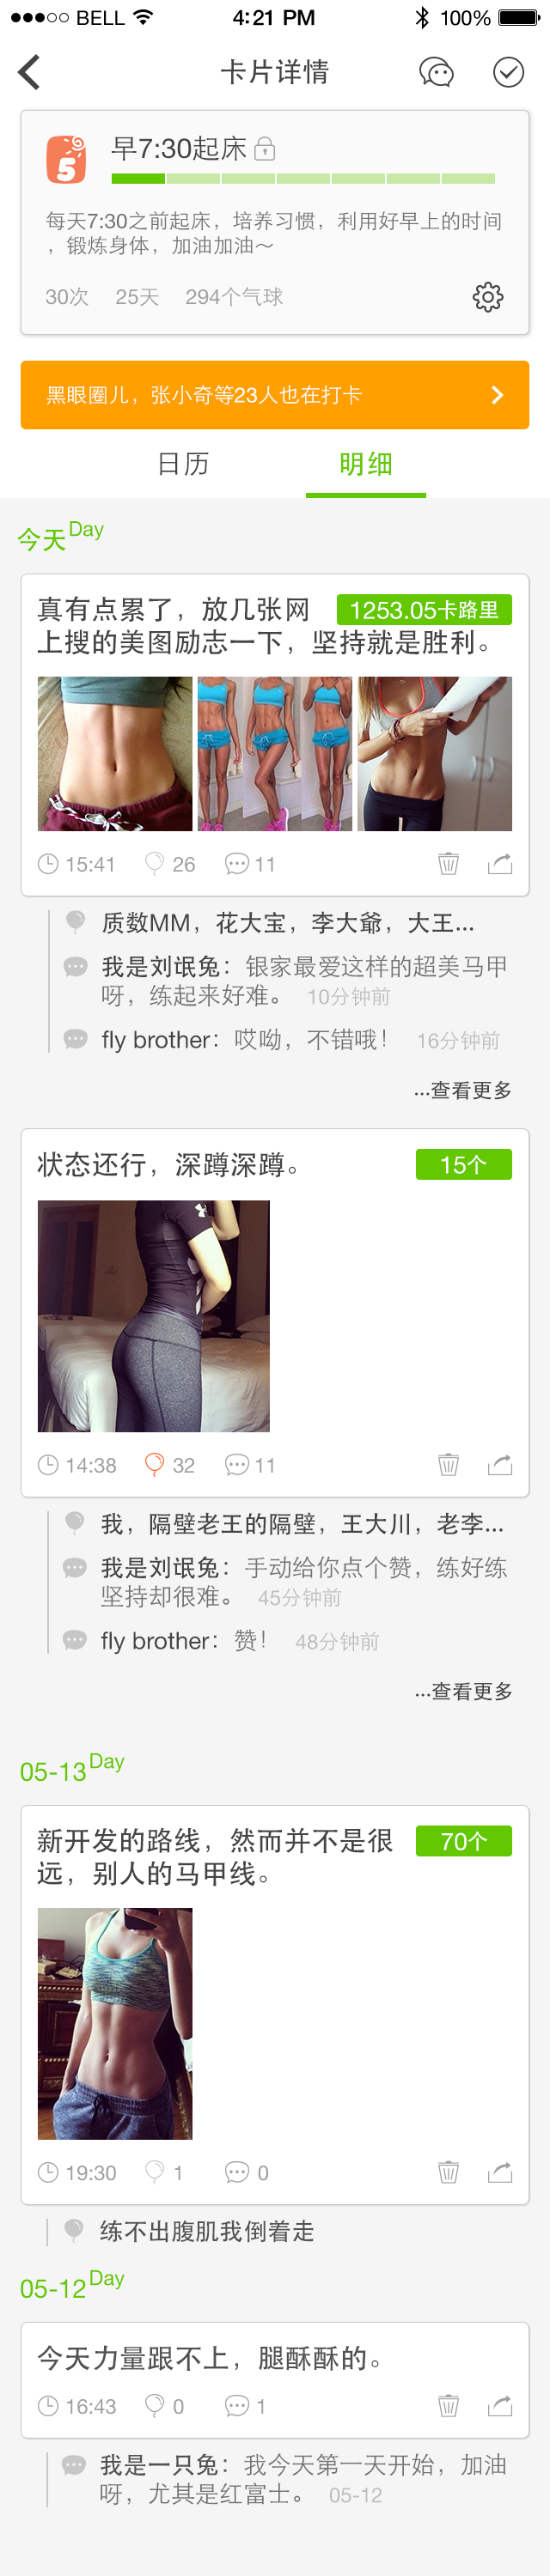 BELL 4:21 PM 100%
卡片详情
5
早7:30起床
每天7:30之前起床，培养习惯，利用好早上的时间
，锻炼身体，加油加油～
30次 25天 294个气球
黑眼圈儿，张小奇等23人也在打卡
日历 明细
今天Day
真有点累了，放几张网 1253.05卡路里
上搜的美图励志一下，坚持就是胜利。
15:41 26 11
质数MM，花大宝，李大爷，大王...
我是刘氓兔：银家最爱这样的超美马甲
呀，练起来好难。 10分钟前
fly brother：哎呦，不错哦！ 16分钟前
...查看更多
状态还行，深蹲深蹲。 15个
14:38 32 11
我，隔壁老王的隔壁，王大川，老李...
我是刘氓兔：手动给你点个赞，练好练
坚持却很难。 45分钟前
fly brother：赞！ 48分钟前
...查看更多
05-13Day
新开发的路线，然而并不是很 70个
远，别人的马甲线。
19:30 1 0
练不出腹肌我倒着走
05-12Day
今天力量跟不上，腿酥酥的。
16:43 0 1
我是一只兔：我今天第一天开始，加油
呀，尤其是红富士。 05-12